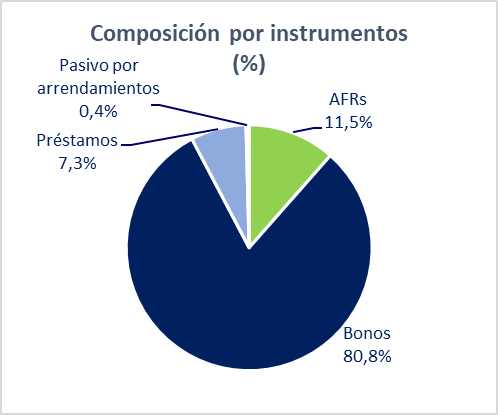 Composición por instrumentos
(%)
Pasivo por
arrendamientos
0,4%
AFRs
11,5%
Préstamos
7,3%
Bonos
80,8%